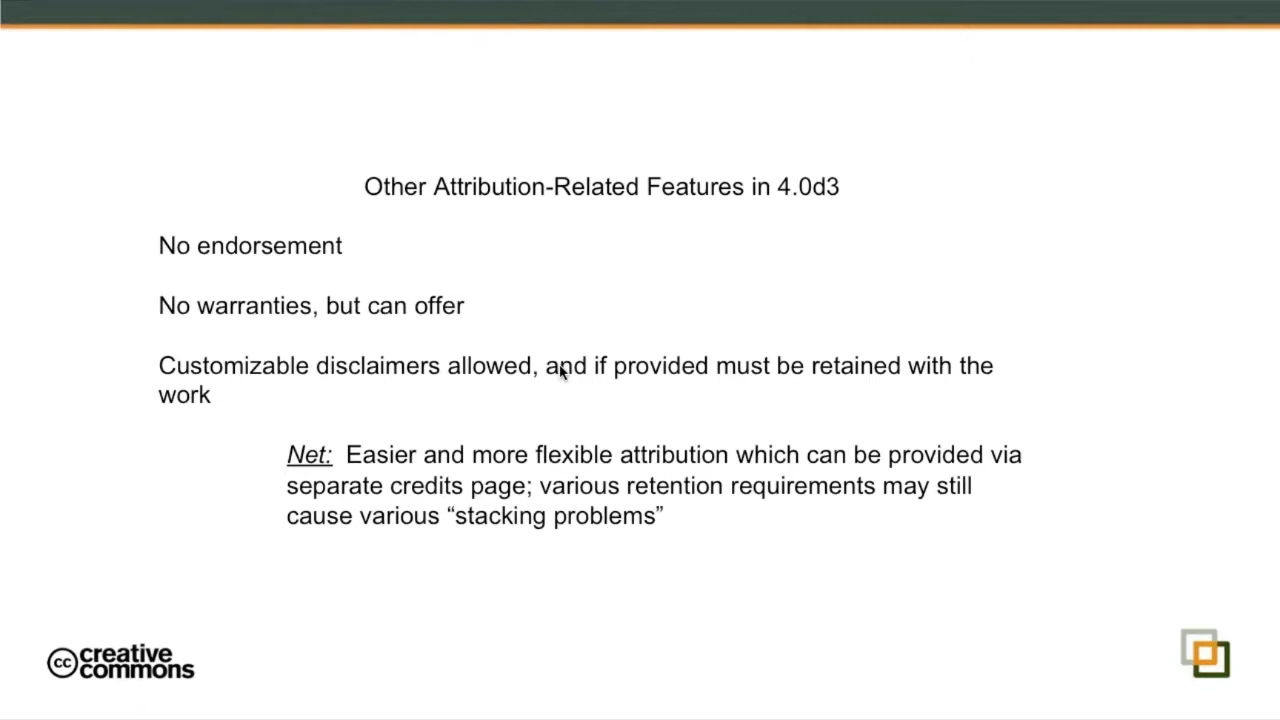 Other Attribution-Related Features in 4.0d3
No endorsement
No warranties, but can offer
Customizable disclaimers allowed, and if provided must be retained with the
work
Net: Easier and more flexible attribution which can be provided via
separate credits page; various retention requirements may still
cause various “stacking problems”
cc creative
commons